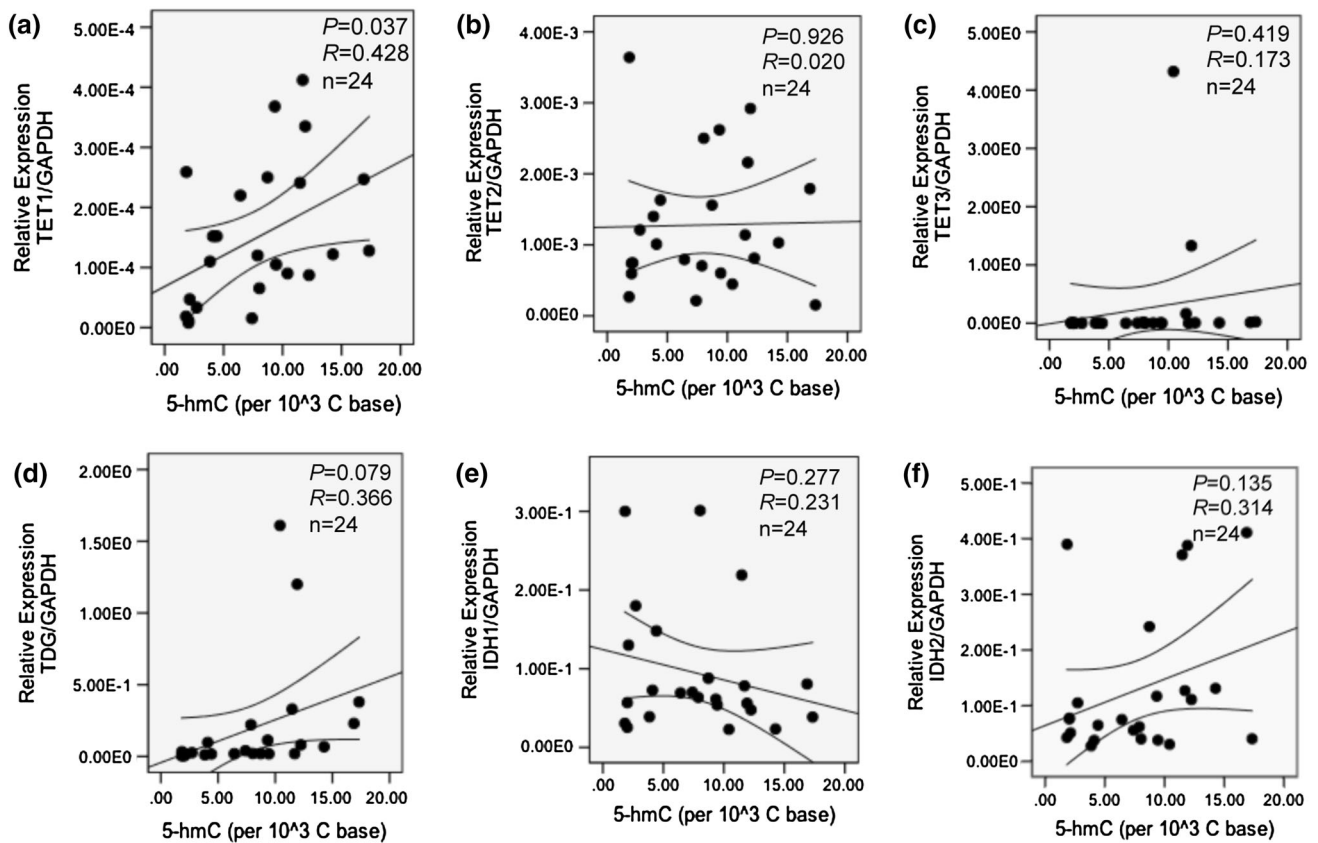 (a)
P=0.037
R=0.428
n=24
Relative Expression
TET1/GAPDH
5.00E-4
4.00E-4
3.00E-4
2.00E-4
1.00E-4
0.00E0
.00 5.00 10.00 15.00 20.00
5-hmC (per 10^3 C base)
(b)
P=0.926
R=0.020
n=24
Relative Expression
TET2/GAPDH
4.00E-3
3.00E-3
2.00E-3
1.00E-3
0.00E0
.00 5.00 10.00 15.00 20.00
5-hmC (per 10^3 C base)
(c)
P=0.419
R=0.173
n=24
Relative Expression
TET3/GAPDH
5.00E0
4.00E0
3.00E0
2.00E0
1.00E0
0.00E0
.00 5.00 10.00 15.00 20.00
5-hmC (per 10^3 C base)
(d)
P=0.079
R=0.366
n=24
Relative Expression
TDG/GAPDH
2.00E0
1.50E0
1.00E0
5.00E-1
0.00E0
.00 5.00 10.00 15.00 20.00
5-hmC (per 10^3 C base)
(e)
P=0.277
R=0.231
n=24
Relative Expression
IDH1/GAPDH
3.00E-1
2.00E-1
1.00E-1
0.00E0
.00 5.00 10.00 15.00 20.00
5-hmC (per 10^3 C base)
(f)
P=0.135
R=0.314
n=24
Relative Expression
IDH2/GAPDH
5.00E-1
4.00E-1
3.00E-1
2.00E-1
1.00E-1
0.00E0
.00 5.00 10.00 15.00 20.00
5-hmC (per 10^3 C base)